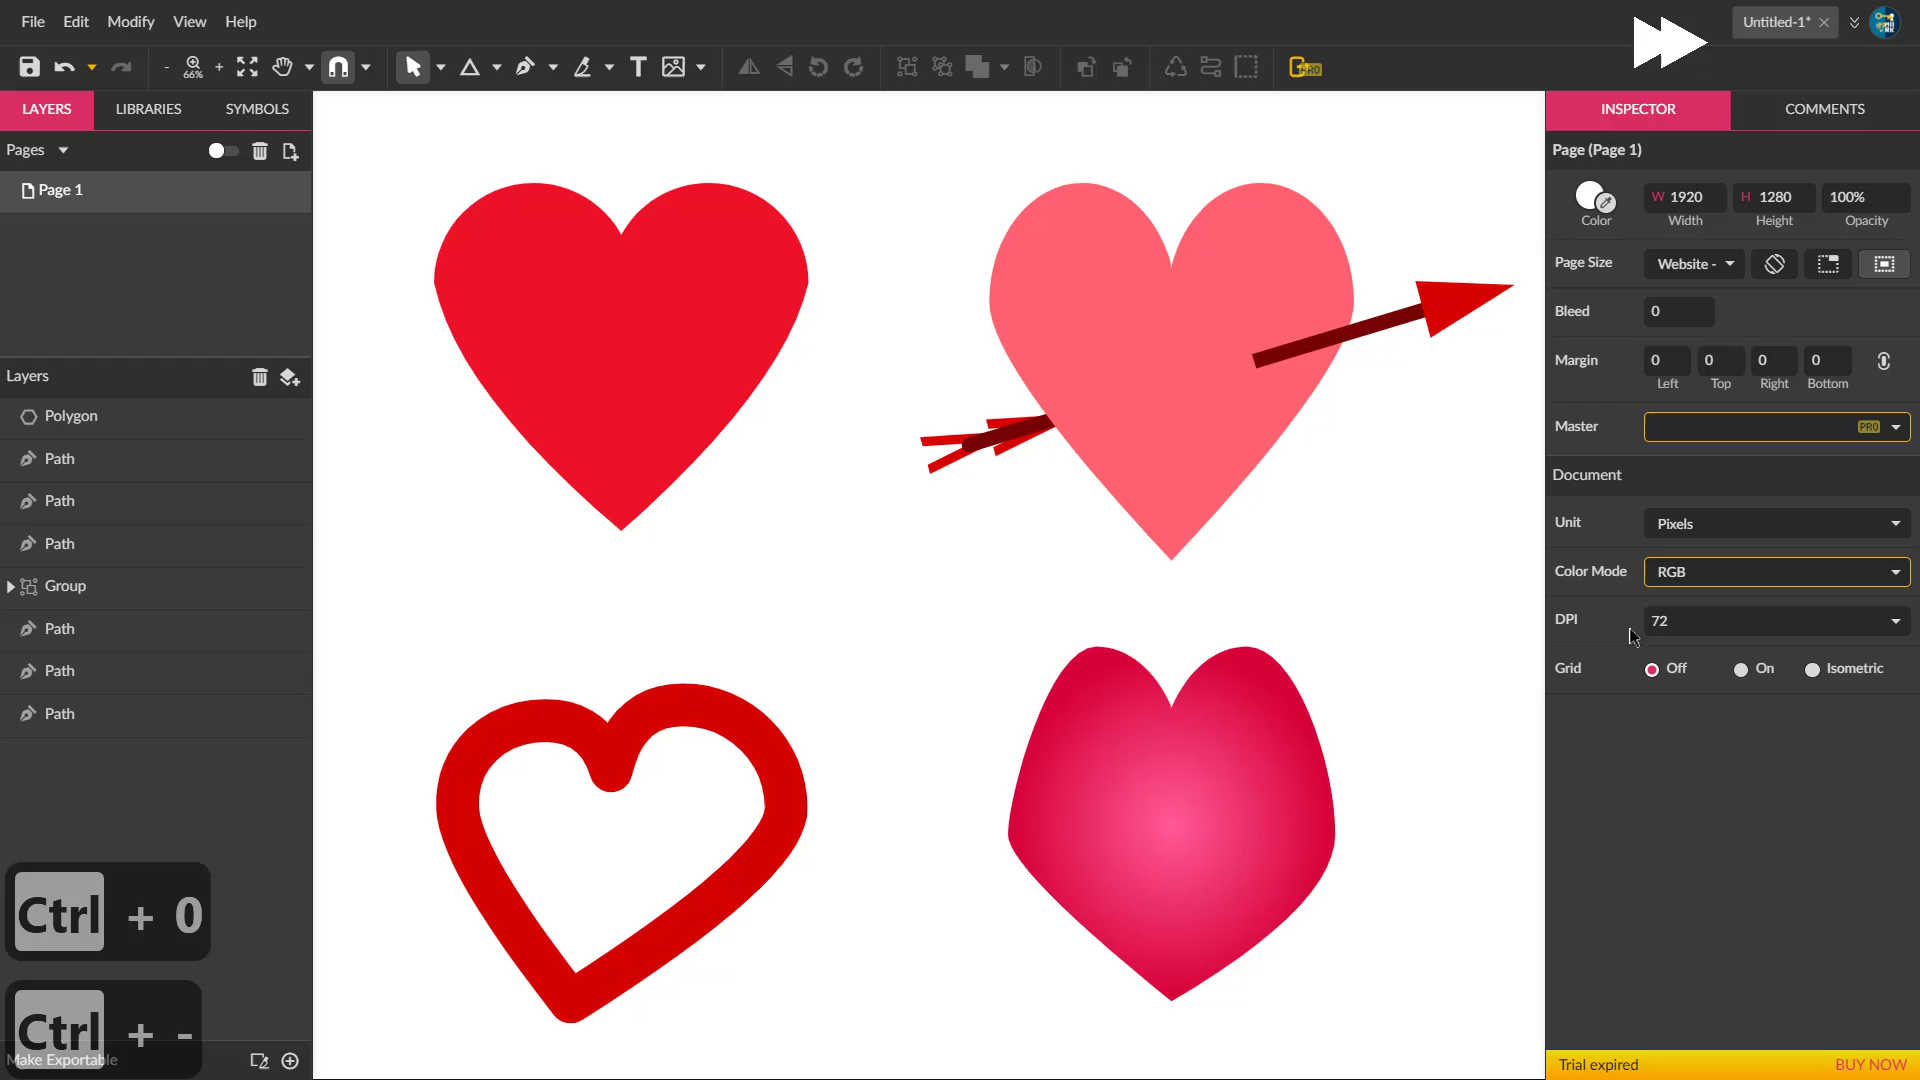 File Edit Modify View Help
Untitled-1*
- 66% + T PRO
LAYERS LIBRARIES SYMBOLS
INSPECTOR COMMENTS
Pages
Page 1
Layers
Polygon
Path
Path
Path
Group
Path
Path
Path
Ctrl + 0
Ctrl + -
Make Exportable
Page (Page 1)
W 1920 H 1280 100%
Color Width Height Opacity
Page Size Website -
Bleed 0
Margin 0 0 0 0
Left Top Right Bottom
Master PRO
Document
Unit Pixels
Color Mode RGB
DPI 72
Grid Off On Isometric
Trial expired BUY NOW